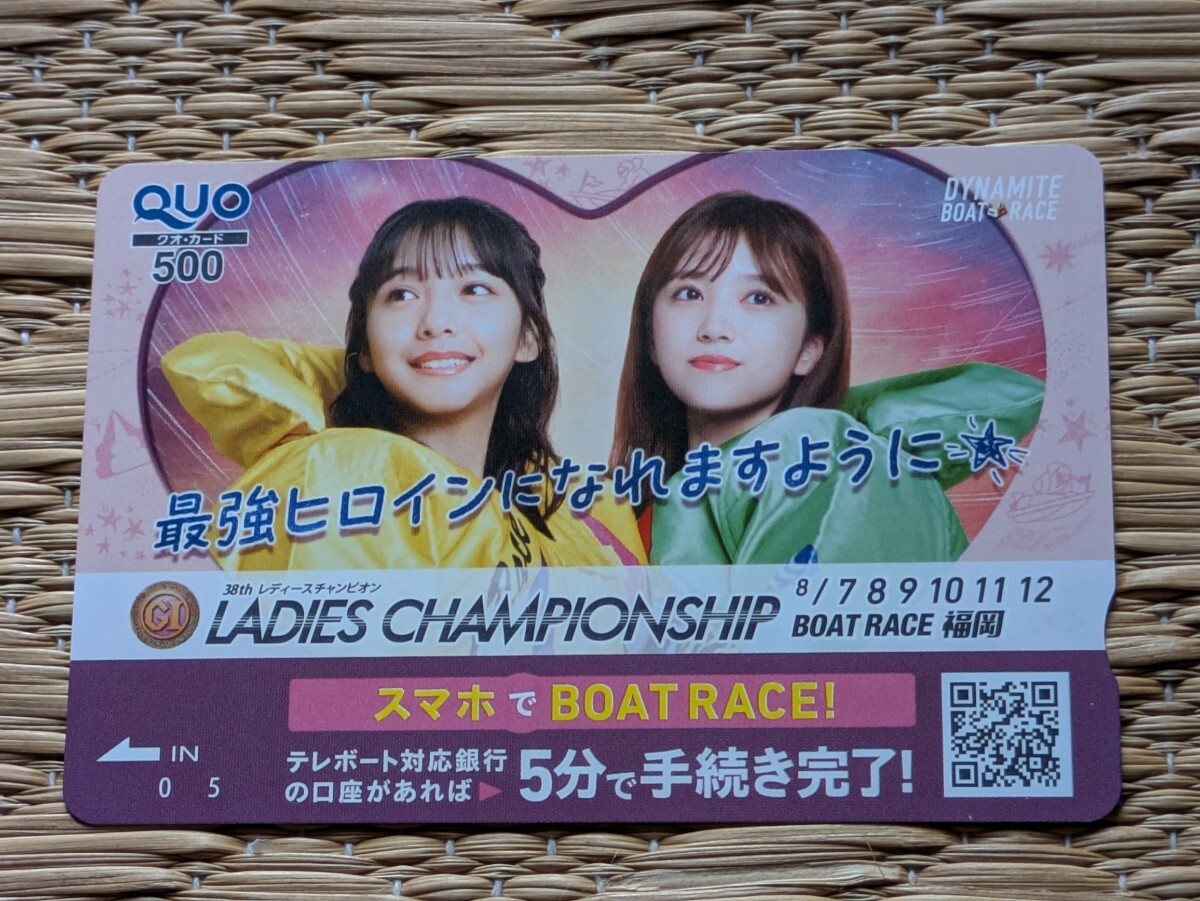 QUO
クオ・カード
500
DYNAMITE
BOAT RACE
最強ヒロインになれますように
38th レディースチャンピオン
GI
LADIES CHAMPIONSHIP
8/7 8 9 10 11 12
BOAT RACE 福岡
スマホで BOAT RACE!
テレボート対応銀行
の口座があれば▶
5分で手続き完了!
IN
0 5